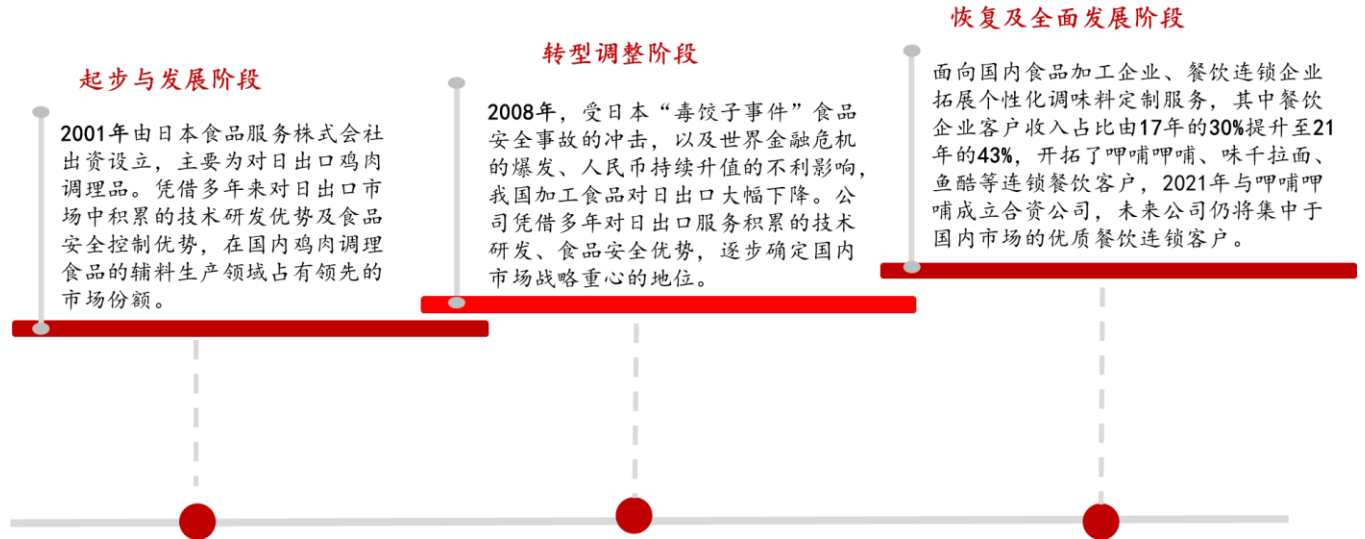 起步与发展阶段
2001年由日本食品服务株式会社
出资设立，主要为对日出口鸡肉
调理品。凭借多年来对日出口市
场中积累的技术研发优势及食品
安全控制优势，在国内鸡肉调理
食品的辅料生产领域占有领先的
市场份额。
转型调整阶段
2008年，受日本“毒饺子事件”食品
安全事故的冲击，以及世界金融危机
的爆发、人民币持续升值的不利影响，
我国加工食品对日出口大幅下降。公
司凭借多年对日出口服务积累的技术
研发、食品安全优势，逐步确定国内
市场战略重心的地位。
恢复及全面发展阶段
面向国内食品加工企业、餐饮连锁企业
拓展个性化调味料定制服务，其中餐饮
企业客户收入占比由17年的30%提升至21
年的43%，开拓了呷哺呷哺、味千拉面、
鱼酷等连锁餐饮客户，2021年与呷哺呷
哺成立合资公司，未来公司仍将集中于
国内市场的优质餐饮连锁客户。